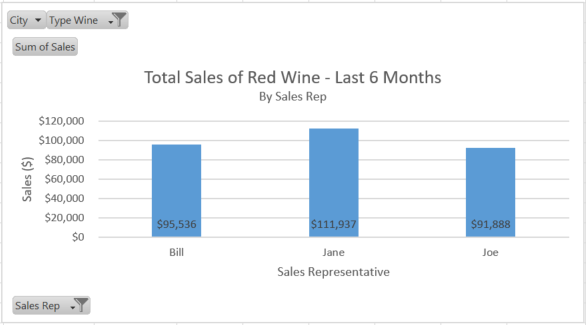 City Type Wine
Sum of Sales
Total Sales of Red Wine - Last 6 Months
By Sales Rep
$120,000
$100,000
$80,000
$60,000
$40,000
$20,000
$0
Sales ($)
$95,536 $111,937 $91,888
Bill Jane Joe
Sales Representative
Sales Rep